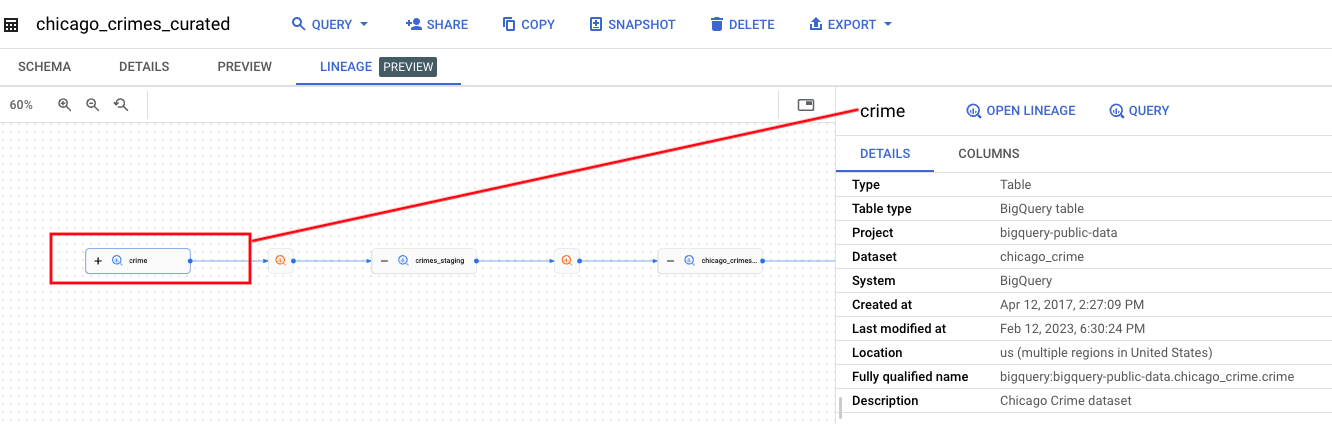 chicago_crimes_curated QUERY SHARE COPY SNAPSHOT DELETE EXPORT
SCHEMA DETAILS PREVIEW LINEAGE PREVIEW
60%
crime
crimes_staging
chicago_crimes...
crime OPEN LINEAGE QUERY
DETAILS COLUMNS
Type Table
Table type BigQuery table
Project bigquery-public-data
Dataset chicago_crime
System BigQuery
Created at Apr 12, 2017, 2:27:09 PM
Last modified at Feb 12, 2023, 6:30:24 PM
Location us (multiple regions in United States)
Fully qualified name bigquery:bigquery-public-data.chicago_crime.crime
Description Chicago Crime dataset